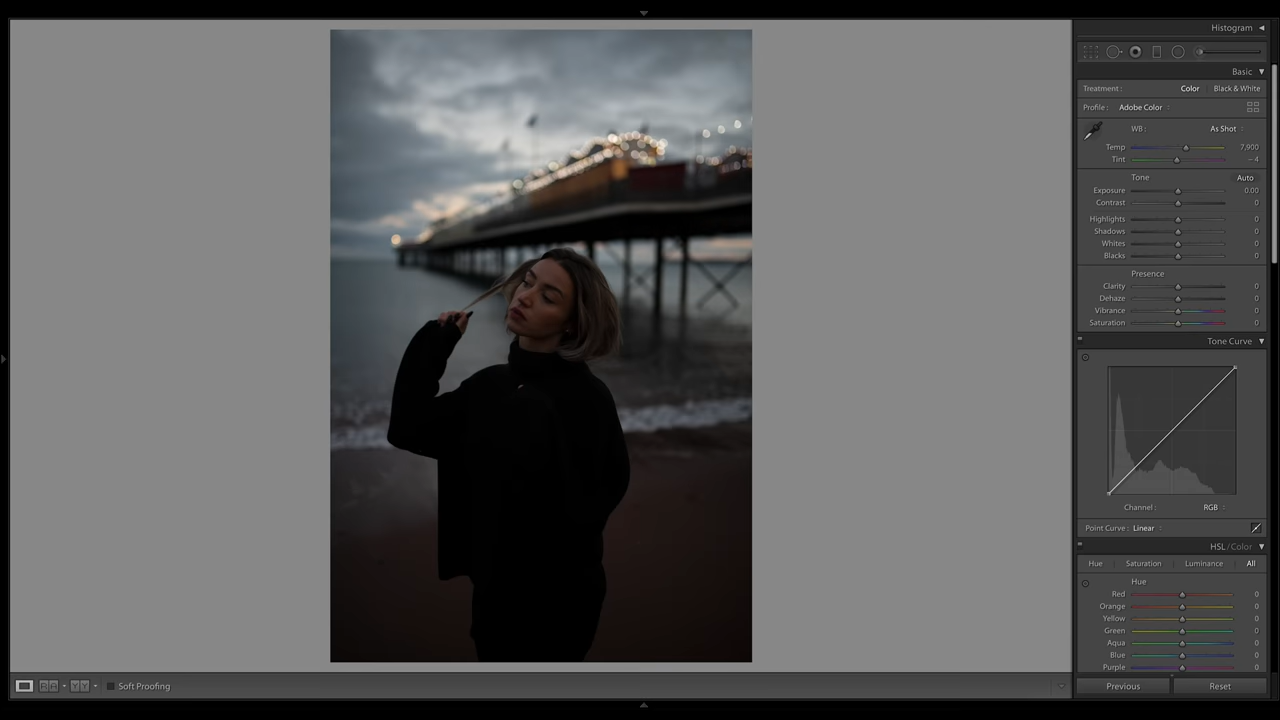 Histogram
Basic
Treatment : Color Black & White
Profile : Adobe Color
WB : As Shot
Temp 7,900
Tint – 4
Tone Auto
Exposure 0.00
Contrast 0
Highlights 0
Shadows 0
Whites 0
Blacks 0
Presence
Clarity 0
Dehaze 0
Vibrance 0
Saturation 0
Tone Curve
Channel : RGB
Point Curve : Linear
HSL / Color
Hue Saturation Luminance All
Hue
Red 0
Orange 0
Yellow 0
Green 0
Aqua 0
Blue 0
Purple 0
Soft Proofing
Previous Reset